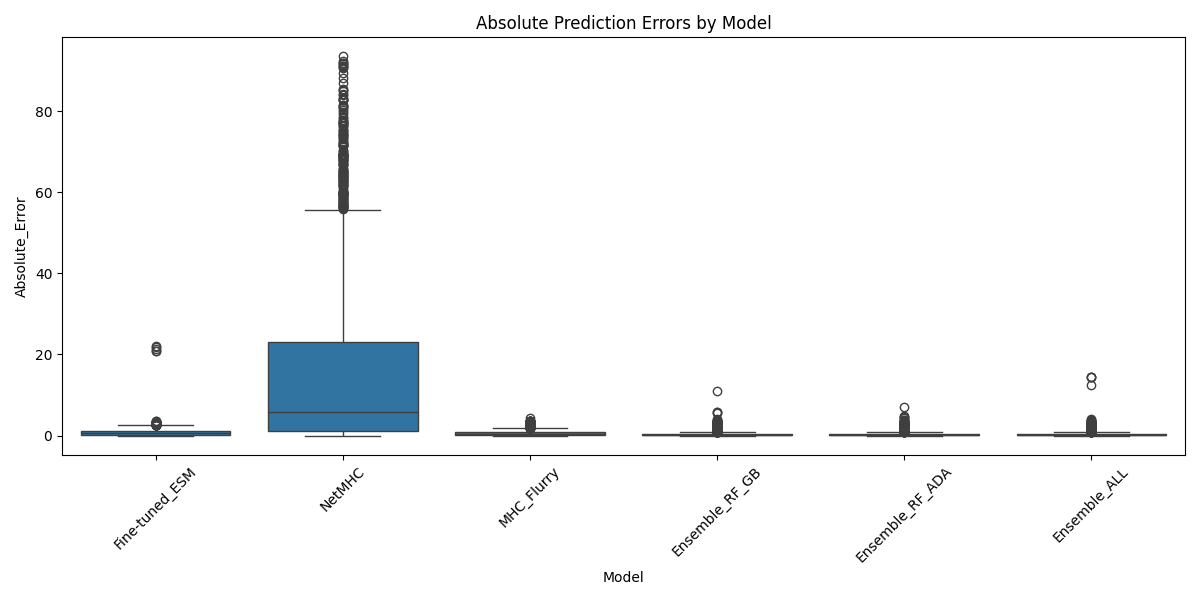 Absolute Prediction Errors by Model
Absolute_Error
80
60
40
20
0
Fine-tuned_ESM
NetMHC
MHC_Flurry
Ensemble_RF_GB
Ensemble_RF_ADA
Ensemble_ALL
Model